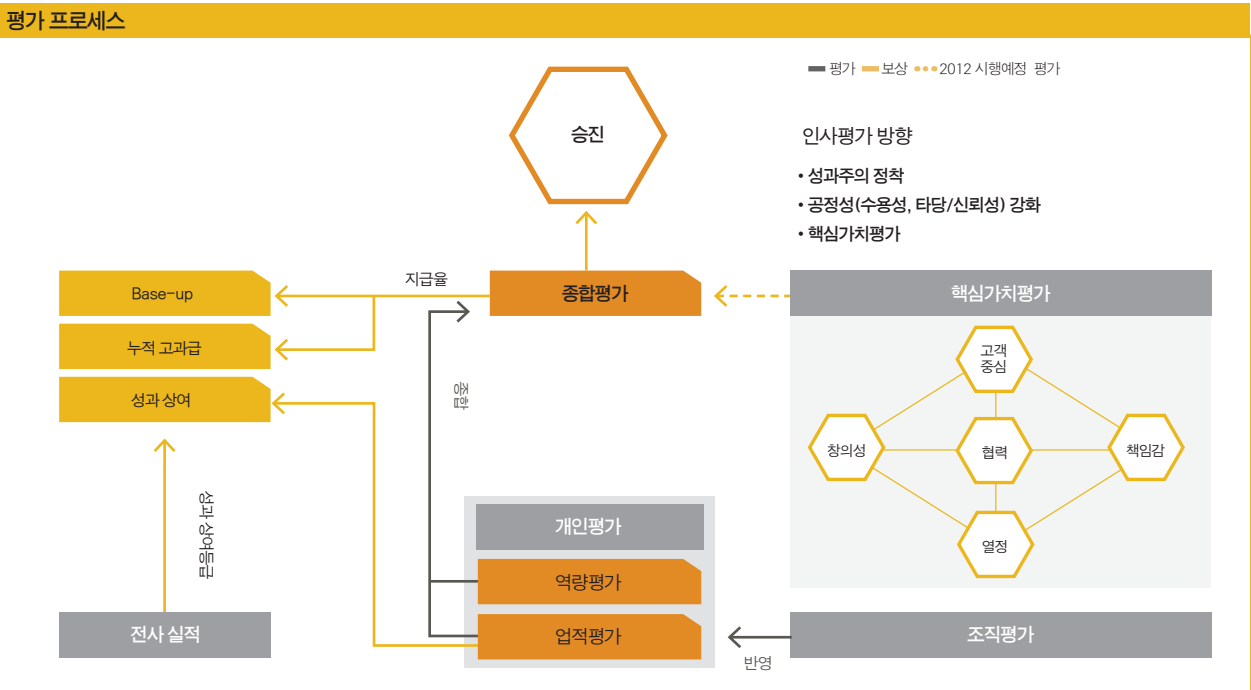 평가 프로세스
평가 보상 2012 시행예정 평가
승진
인사평가 방향
• 성과주의 정착
• 공정성(수용성, 타당/신뢰성) 강화
• 핵심가치평가
Base-up
지급율
종합평가
핵심가치평가
누적 고과급
성과 상여
종합
고객
중심
창의성
협력
책임감
열정
성과 상여등급
개인평가
역량평가
업적평가
전사 실적
반영
조직평가